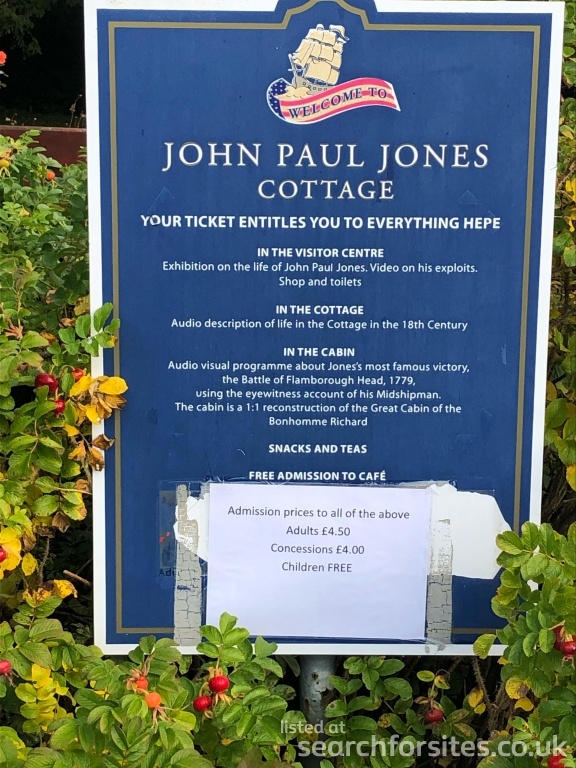 WELCOME TO
JOHN PAUL JONES
COTTAGE
YOUR TICKET ENTITLES YOU TO EVERYTHING HEPE
IN THE VISITOR CENTRE
Exhibition on the life of John Paul Jones. Video on his exploits.
Shop and toilets
IN THE COTTAGE
Audio description of life in the Cottage in the 18th Century
IN THE CABIN
Audio visual programme about Jones's most famous victory,
the Battle of Flamborough Head, 1779,
using the eyewitness account of his Midshipman.
The cabin is a 1:1 reconstruction of the Great Cabin of the
Bonhomme Richard
SNACKS AND TEAS
FREE ADMISSION TO CAFÉ
Admission prices to all of the above
Adults £4.50
Concessions £4.00
Children FREE
listed at
searchforsites.co.uk